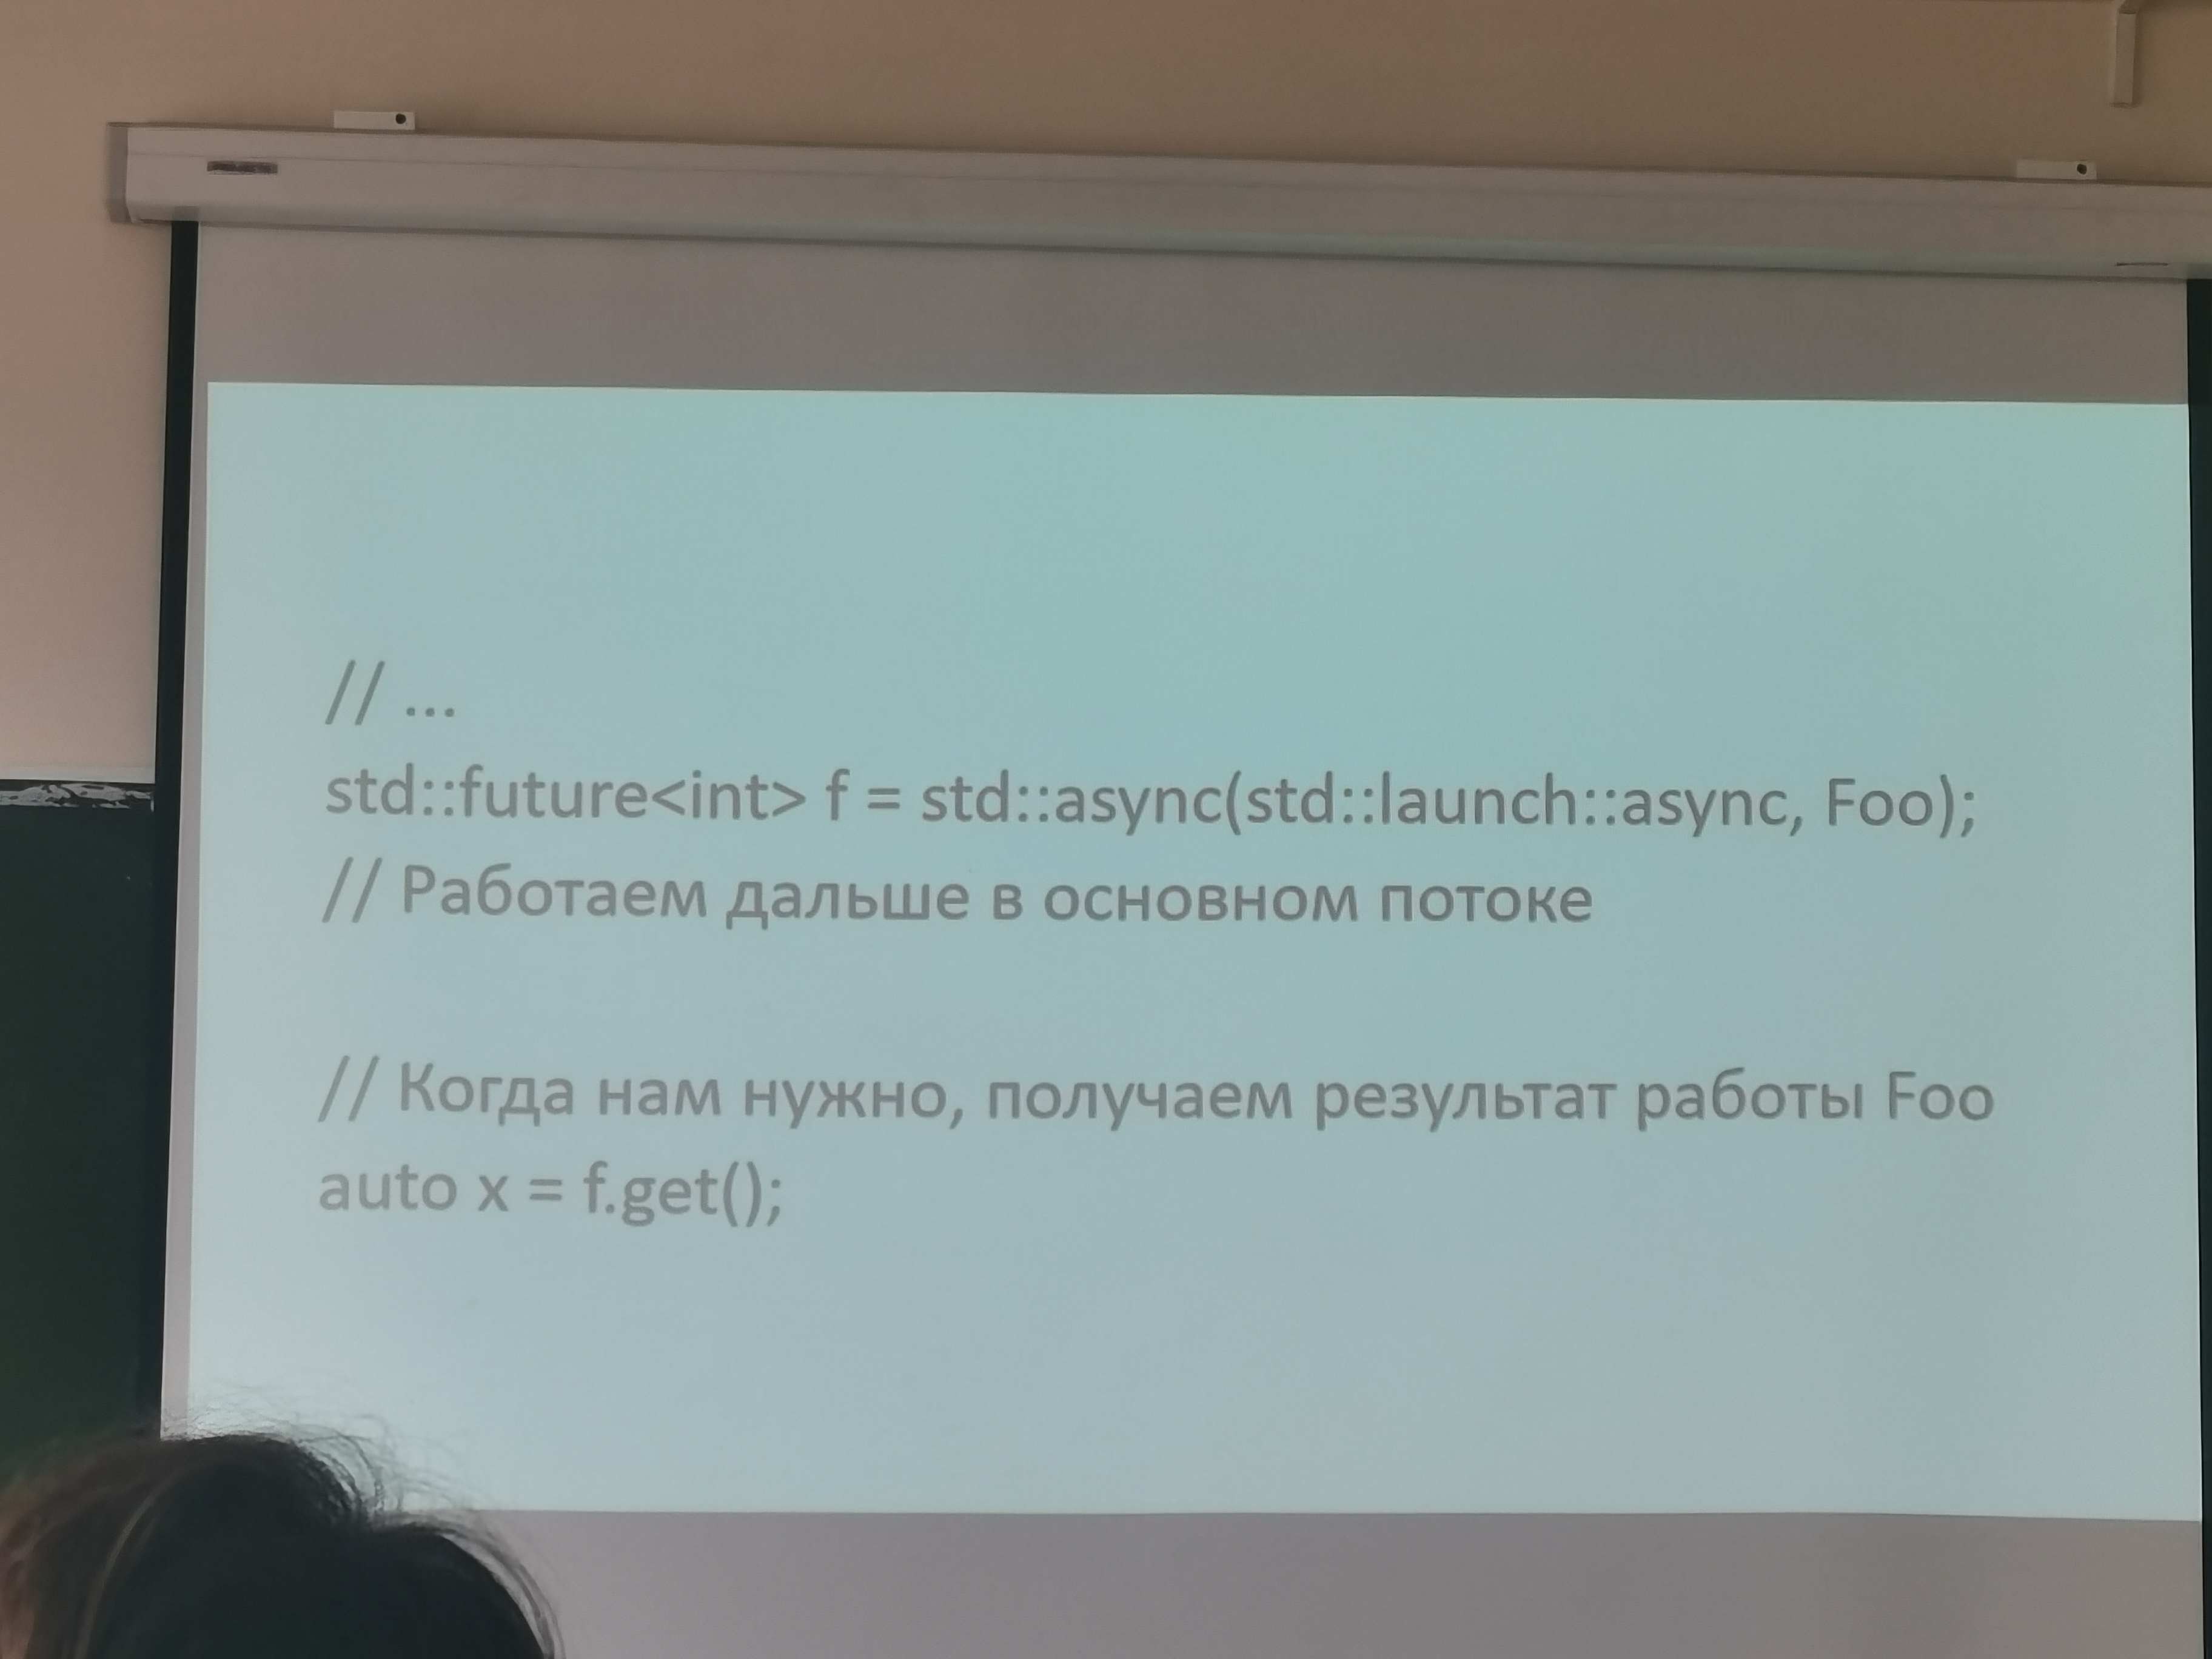 // ...
std::future<int> f = std::async(std::launch::async, Foo);
// Работаем дальше в основном потоке
// Когда нам нужно, получаем результат работы Foo
auto x = f.get();